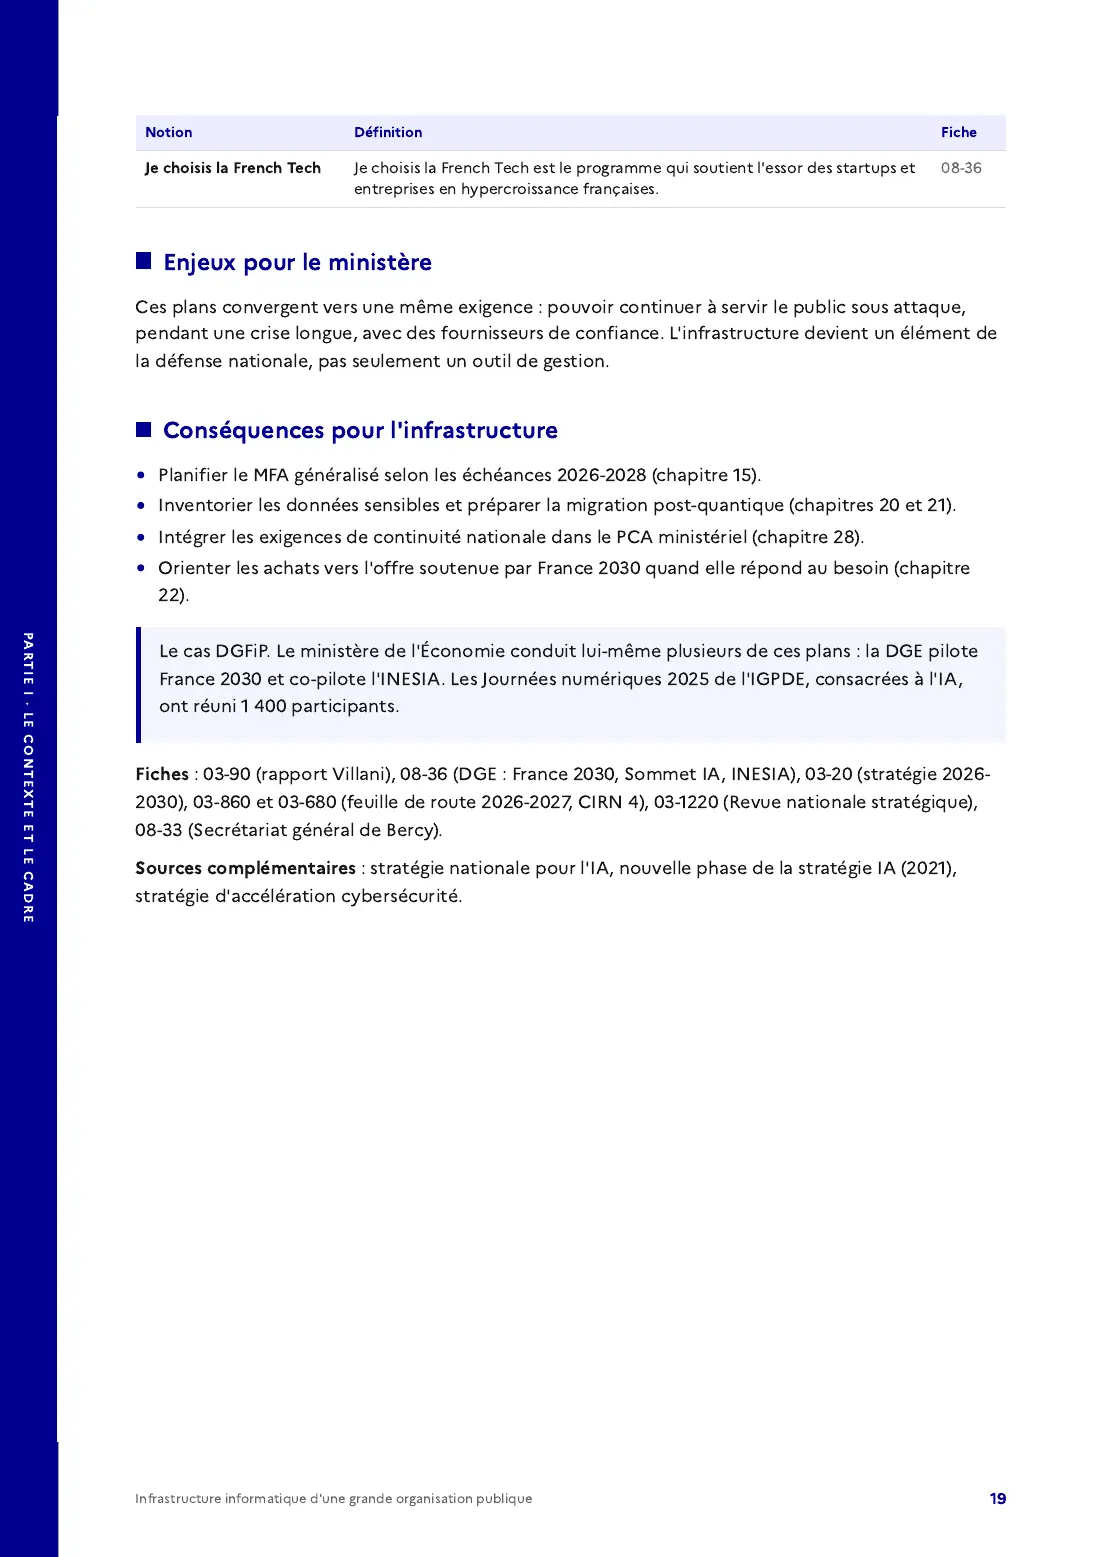 Notion Définition Fiche
Je choisis la French Tech Je choisis la French Tech est le programme qui soutient l'essor des startups et 08-36
entreprises en hypercroissance françaises.
Enjeux pour le ministère
Ces plans convergent vers une même exigence : pouvoir continuer à servir le public sous attaque,
pendant une crise longue, avec des fournisseurs de confiance. L'infrastructure devient un élément de
la défense nationale, pas seulement un outil de gestion.
Conséquences pour l'infrastructure
• Planifier le MFA généralisé selon les échéances 2026-2028 (chapitre 15).
• Inventorier les données sensibles et préparer la migration post-quantique (chapitres 20 et 21).
• Intégrer les exigences de continuité nationale dans le PCA ministériel (chapitre 28).
• Orienter les achats vers l'offre soutenue par France 2030 quand elle répond au besoin (chapitre
22).
Le cas DGFiP. Le ministère de l'Économie conduit lui-même plusieurs de ces plans : la DGE pilote
France 2030 et co-pilote l'INESIA. Les Journées numériques 2025 de l'IGPDE, consacrées à l'IA,
ont réuni 1 400 participants.
Fiches : 03-90 (rapport Villani), 08-36 (DGE : France 2030, Sommet IA, INESIA), 03-20 (stratégie 2026-
2030), 03-860 et 03-680 (feuille de route 2026-2027, CIRN 4), 03-1220 (Revue nationale stratégique),
08-33 (Secrétariat général de Bercy).
Sources complémentaires : stratégie nationale pour l'IA, nouvelle phase de la stratégie IA (2021),
stratégie d'accélération cybersécurité.
PARTIE I · LE CONTEXTE ET LE CADRE
Infrastructure informatique d'une grande organisation publique 19